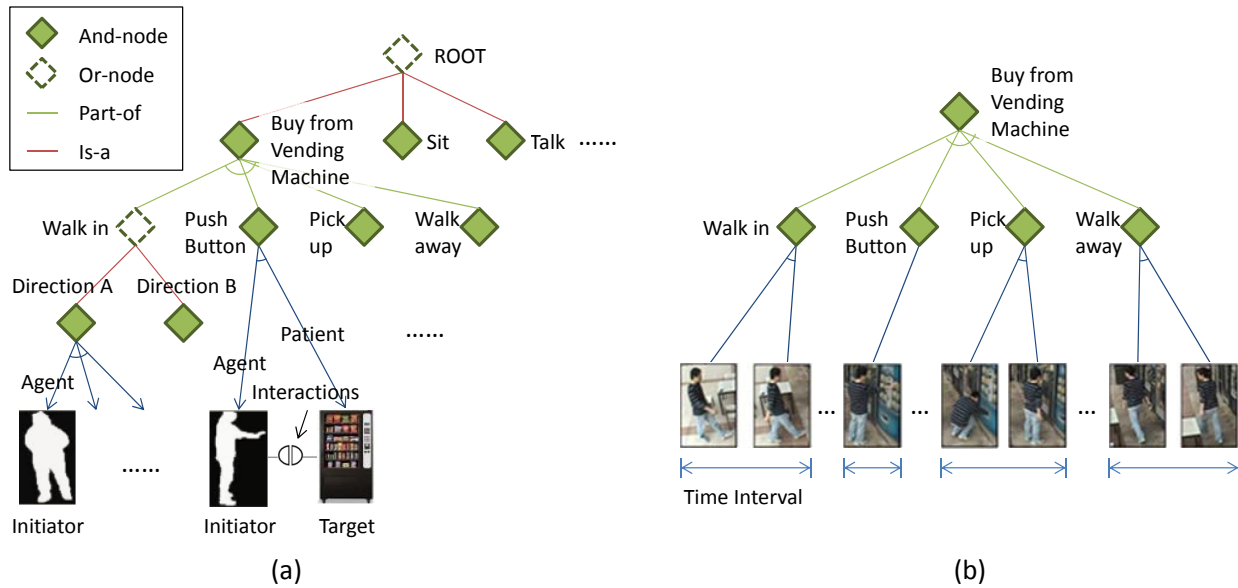 And-node
Or-node
Part-of
Is-a
ROOT
Buy from
Vending
Machine
Sit
Talk
......
Walk in
Push
Button
Pick
up
Walk
away
Direction A
Direction B
Agent
Agent
Patient
......
Interactions
......
Initiator
Initiator
Target
(a)
Buy from
Vending
Machine
Walk in
Push
Button
Pick
up
Walk
away
...
...
...
Time Interval
(b)